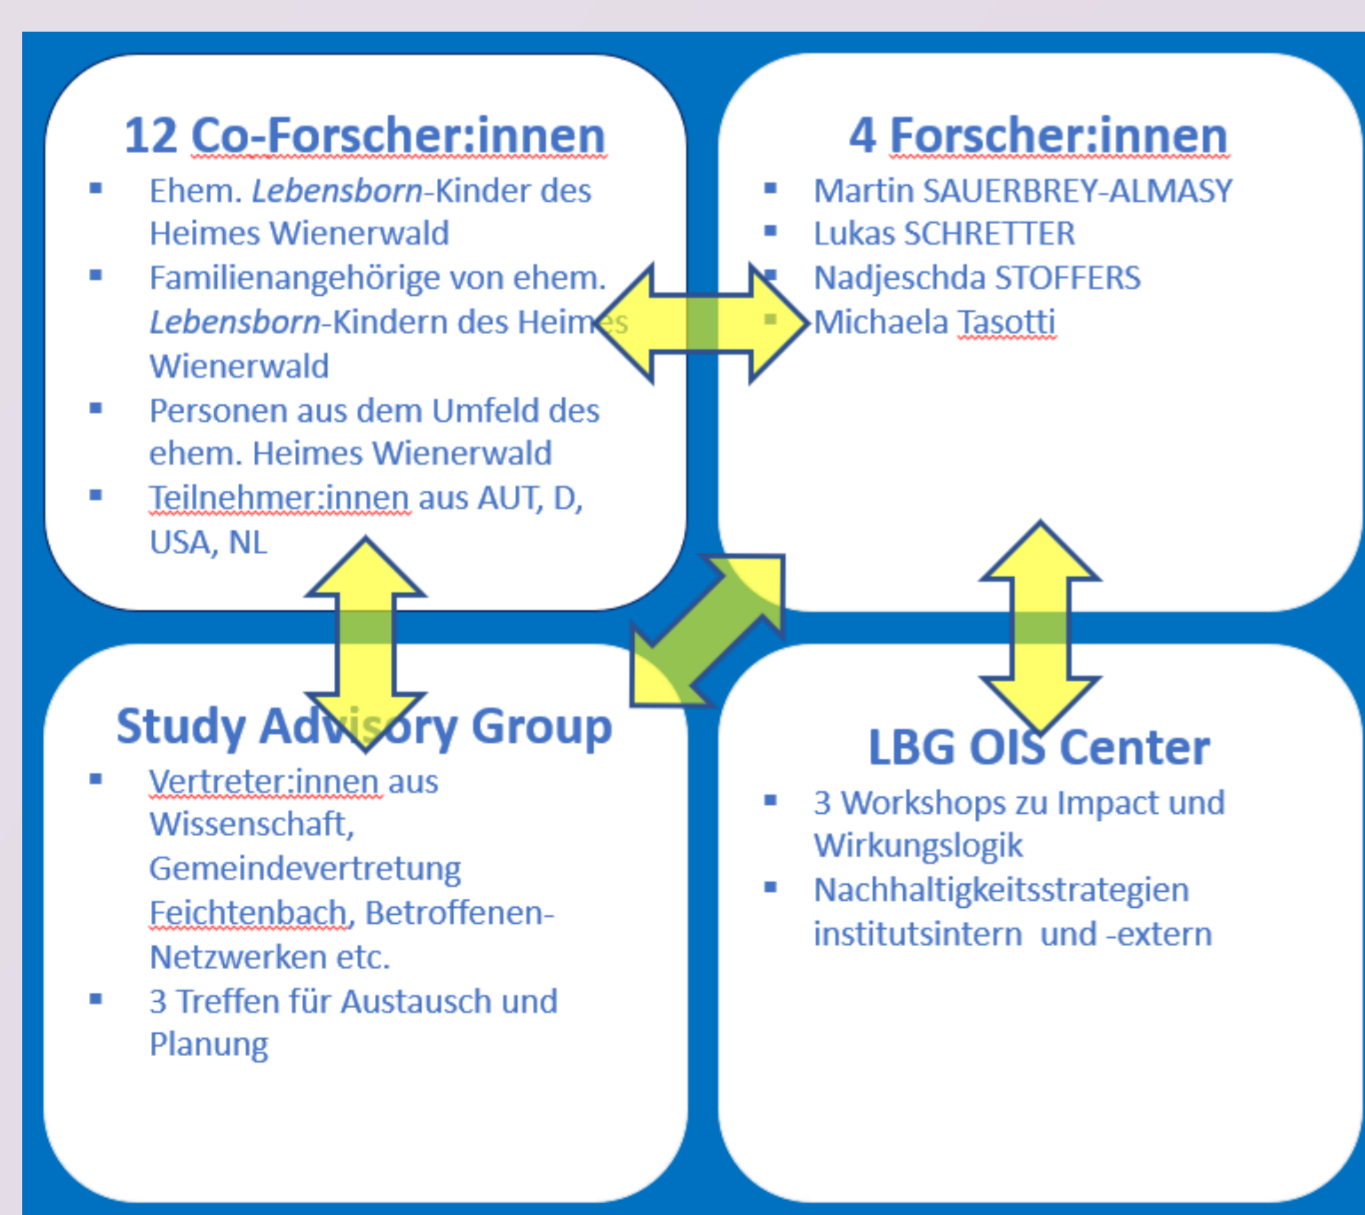 12 Co-Forscher:innen
Ehem. Lebensborn-Kinder des
Heimes Wienerwald
Familienangehörige von ehem.
Lebensborn-Kindern des Heimes
Wienerwald
Personen aus dem Umfeld des
ehem. Heimes Wienerwald
Teilnehmer:innen aus AUT, D,
USA, NL
4 Forscher:innen
Martin SAUERBREY-ALMASY
Lukas SCHRETTER
Nadjeschda STOFFERS
Michaela Tasotti
Study Advisory Group
Vertreter:innen aus
Wissenschaft,
Gemeindevertretung
Feichtenbach, Betroffenen-
Netzwerken etc.
3 Treffen für Austausch und
Planung
LBG OIS Center
3 Workshops zu Impact und
Wirkungslogik
Nachhaltigkeitsstrategien
institutsintern und -extern